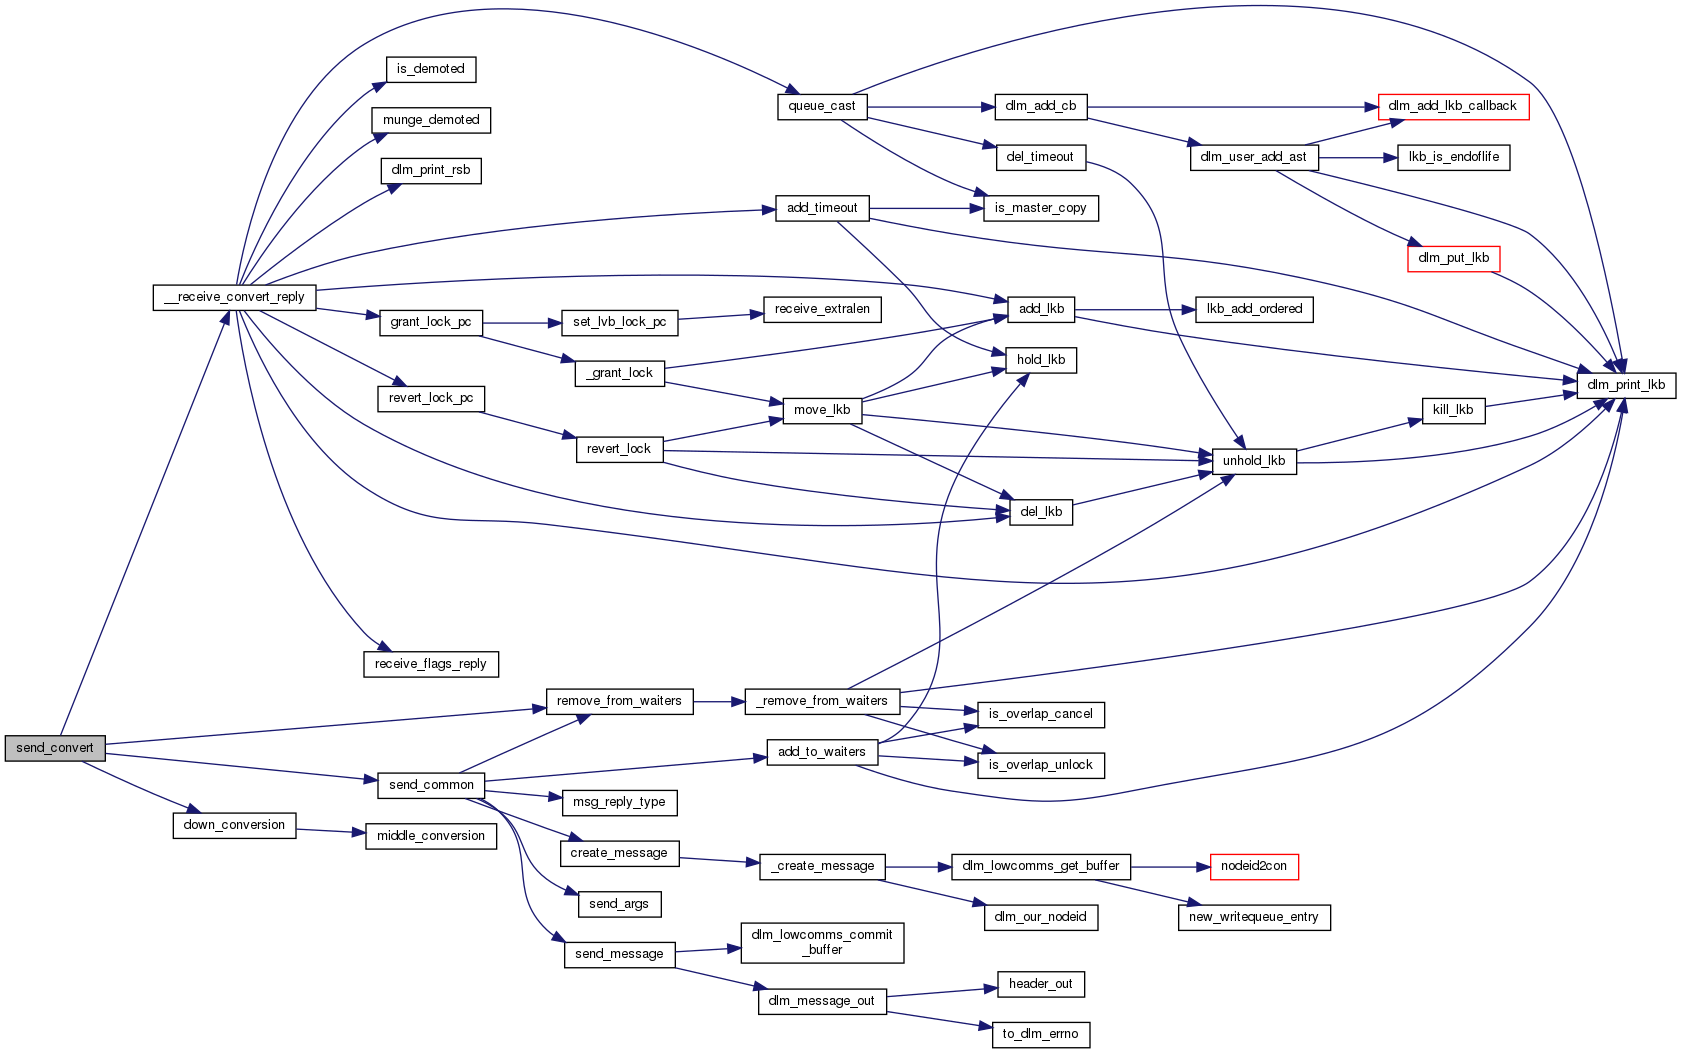 is_demoted
queue_cast
dlm_add_cb
dlm_add_lkb_callback
munge_demoted
del_timeout
dlm_user_add_ast
lkb_is_endoflife
dlm_print_rsb
add_timeout
is_master_copy
dlm_put_lkb
__receive_convert_reply
grant_lock_pc
set_lvb_lock_pc
receive_extralen
add_lkb
lkb_add_ordered
_grant_lock
hold_lkb
dlm_print_lkb
revert_lock_pc
move_lkb
kill_lkb
revert_lock
unhold_lkb
del_lkb
receive_flags_reply
remove_from_waiters
_remove_from_waiters
is_overlap_cancel
send_convert
add_to_waiters
is_overlap_unlock
send_common
msg_reply_type
down_conversion
middle_conversion
create_message
_create_message
dlm_lowcomms_get_buffer
nodeid2con
send_args
dlm_our_nodeid
new_writequeue_entry
send_message
dlm_lowcomms_commit
_buffer
dlm_message_out
header_out
to_dlm_errno